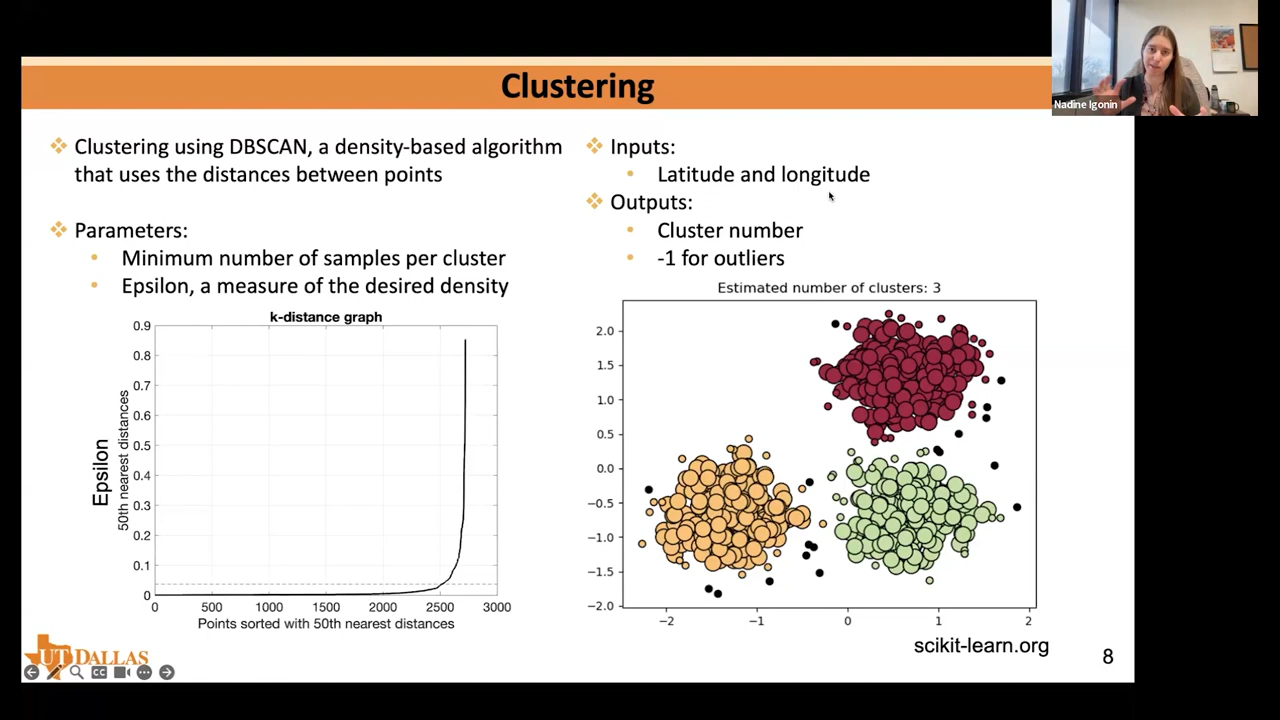 Clustering
Nadine Igonin
❖ Clustering using DBSCAN, a density-based algorithm
that uses the distances between points
❖ Parameters:
• Minimum number of samples per cluster
• Epsilon, a measure of the desired density
❖ Inputs:
• Latitude and longitude
❖ Outputs:
• Cluster number
• -1 for outliers
k-distance graph
Epsilon
50th nearest distances
0.9
0.8
0.7
0.6
0.5
0.4
0.3
0.2
0.1
0
0 500 1000 1500 2000 2500 3000
Points sorted with 50th nearest distances
Estimated number of clusters: 3
2.0
1.5
1.0
0.5
0.0
−0.5
−1.0
−1.5
−2.0
−2 −1 0 1 2
scikit-learn.org
UT DALLAS
CC
8